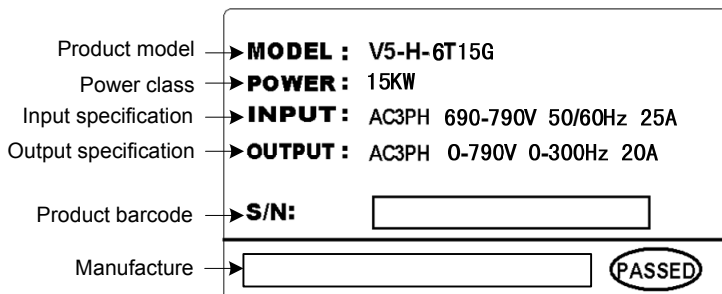 Product model MODEL: V5-H-6T15G
Power class POWER: 15KW
Input specification INPUT: AC3PH 690-790V 50/60Hz 25A
Output specification OUTPUT: AC3PH 0-790V 0-300Hz 20A
Product barcode S/N:
Manufacture PASSED